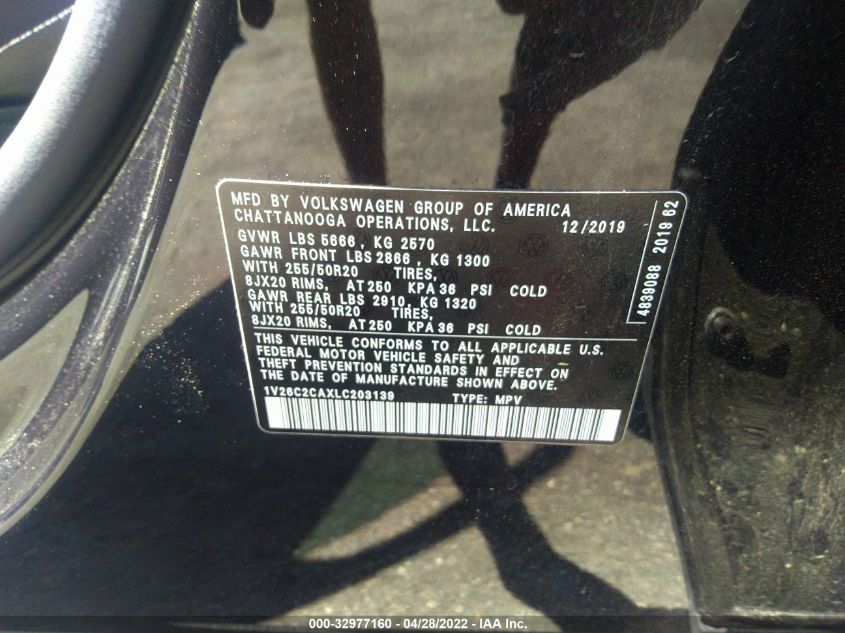 MFD BY VOLKSWAGEN GROUP OF AMERICA
CHATTANOOGA OPERATIONS, LLC. 12/2019
GVWR LBS 5666, KG 2570
GAWR FRONT LBS 2866, KG 1300
WITH 255/50R20 TIRES,
8JX20 RIMS, AT 250 KPA 36 PSI COLD
GAWR REAR LBS 2910, KG 1320
WITH 255/50R20 TIRES,
8JX20 RIMS, AT 250 KPA 36 PSI COLD
THIS VEHICLE CONFORMS TO ALL APPLICABLE U.S.
FEDERAL MOTOR VEHICLE SAFETY AND
THEFT PREVENTION STANDARDS IN EFFECT ON
THE DATE OF MANUFACTURE SHOWN ABOVE.
1V26C2CAXLC203139 TYPE: MPV
4839088 2019 62
000-32977160 - 04/28/2022 - IAA Inc.